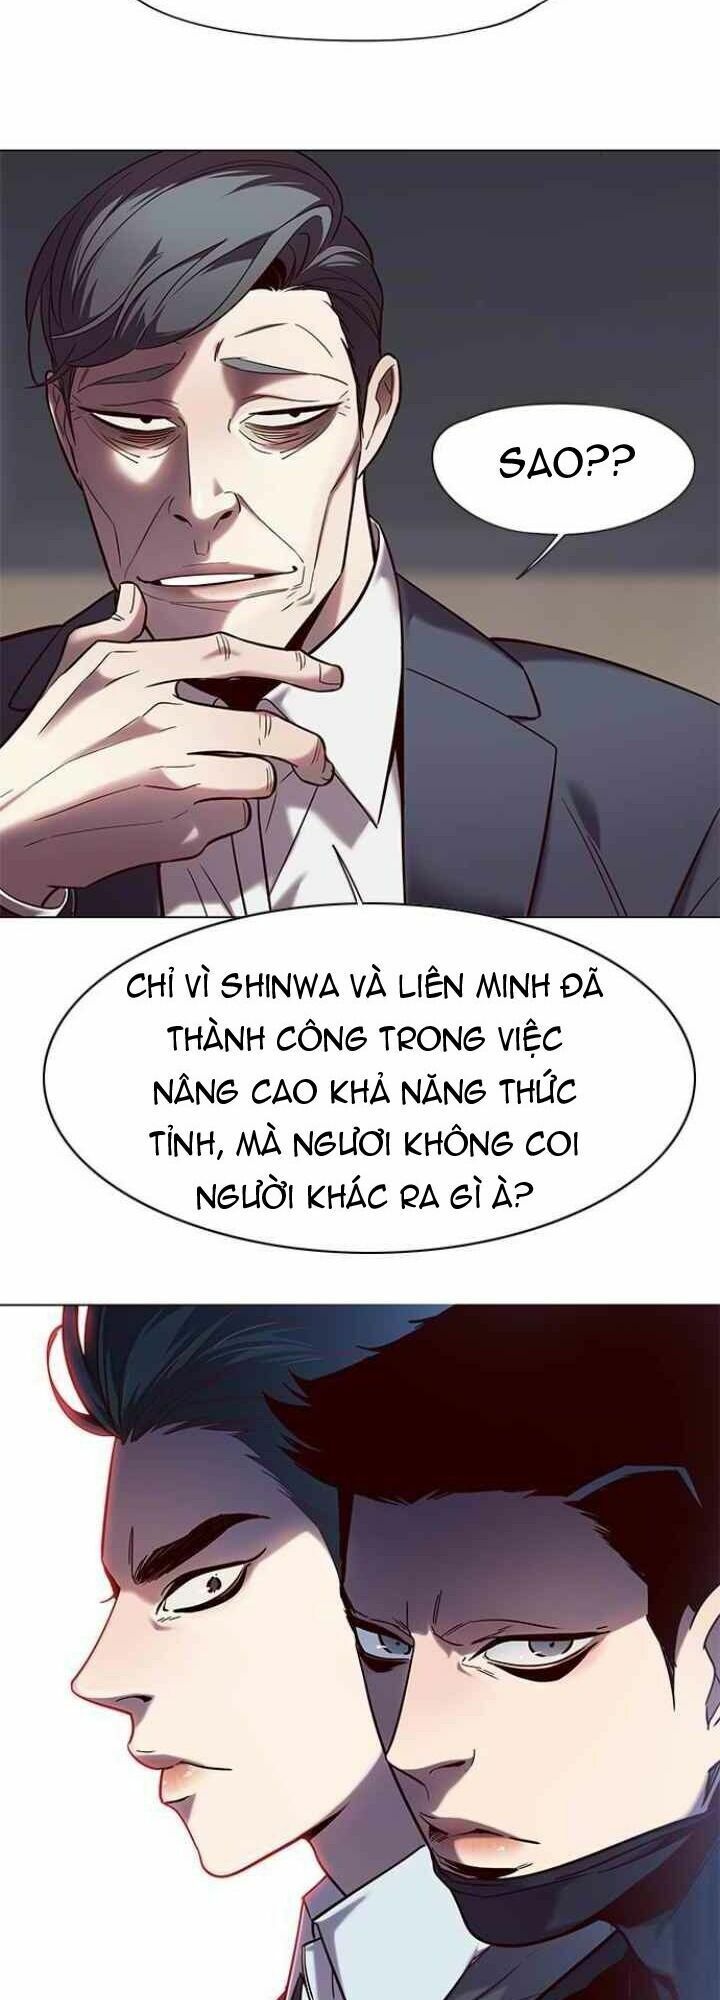 SAO??
CHỈ VÌ SHINWA VÀ LIÊN MINH ĐÃ
THÀNH CÔNG TRONG VIỆC
NÂNG CAO KHẢ NĂNG THỨC
TỈNH, MÀ NGƯƠI KHÔNG COI
NGƯỜI KHÁC RA GÌ À?